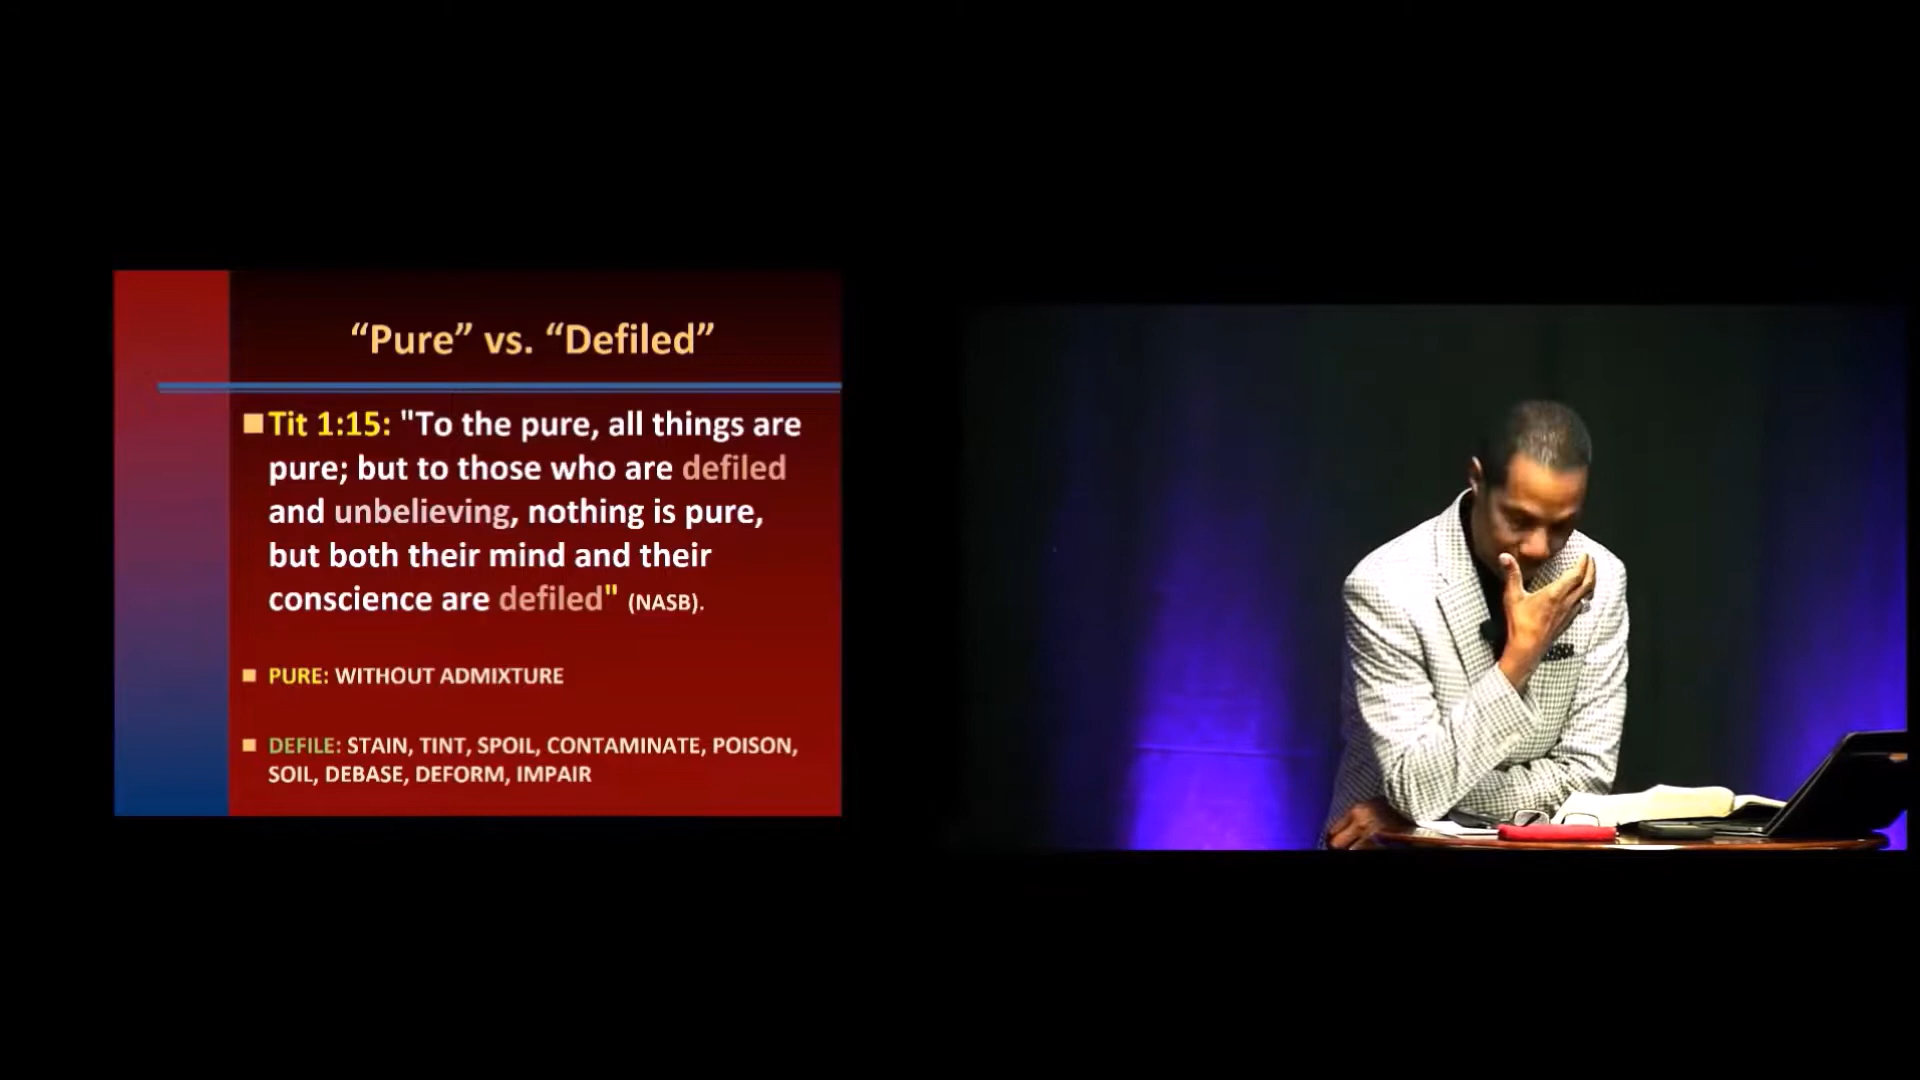 “Pure” vs. “Defiled”
Tit 1:15: "To the pure, all things are
pure; but to those who are defiled
and unbelieving, nothing is pure,
but both their mind and their
conscience are defiled" (NASB).
PURE: WITHOUT ADMIXTURE
DEFILE: STAIN, TINT, SPOIL, CONTAMINATE, POISON,
SOIL, DEBASE, DEFORM, IMPAIR